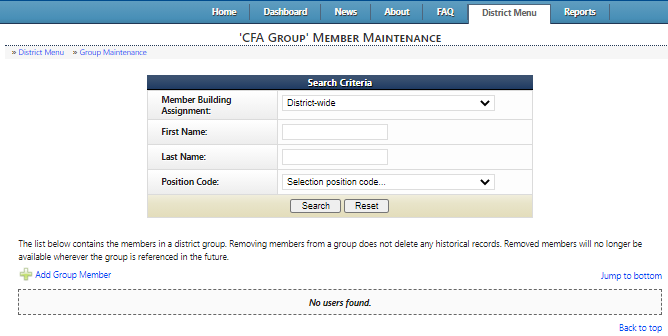 Home Dashboard News About FAQ District Menu Reports
'CFA Group' Member Maintenance
» District Menu » Group Maintenance
Search Criteria
Member Building
Assignment:
District-wide
First Name:
Last Name:
Position Code:
Selection position code...
Search Reset
The list below contains the members in a district group. Removing members from a group does not delete any historical records. Removed members will no longer be
available wherever the group is referenced in the future.
Add Group Member Jump to bottom
No users found.
Back to top